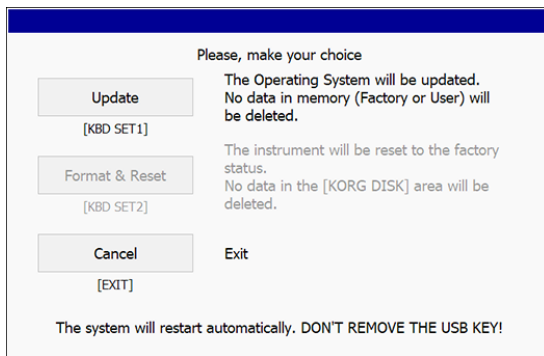 Please, make your choice
Update
[KBD SET1]
The Operating System will be updated.
No data in memory (Factory or User) will
be deleted.
Format & Reset
[KBD SET2]
The instrument will be reset to the factory
status.
No data in the [KORG DISK] area will be
deleted.
Cancel
[EXIT]
Exit
The system will restart automatically. DON'T REMOVE THE USB KEY!